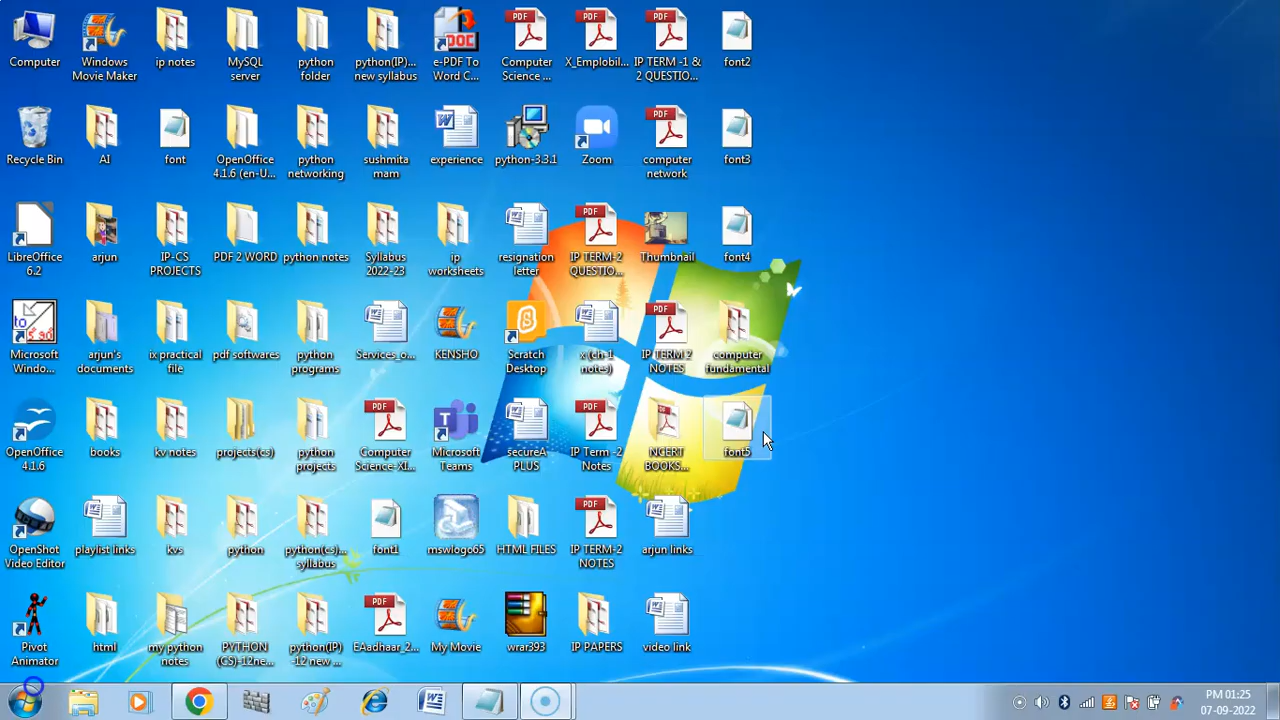 Computer
Windows
Movie Maker
ip notes
MySQL
server
python
folder
python(IP)...
new syllabus
e-PDF To
Word C...
Computer
Science ...
X_Emplobil...
IP TERM -1 &
2 QUESTIO...
font2
Recycle Bin
AI
font
OpenOffice
4.1.6 (en-U...
python
networking
sushmita
mam
experience
python-3.3.1
Zoom
computer
network
font3
LibreOffice
6.2
arjun
IP-CS
PROJECTS
PDF 2 WORD
python notes
Syllabus
2022-23
ip
worksheets
resignation
letter
IP TERM-2
QUESTIO...
Thumbnail
font4
Microsoft
Windo...
arjun's
documents
ix practical
file
pdf softwares
python
programs
Services_o...
KENSHO
Scratch
Desktop
x (ch-1
notes)
IP TERM 2
NOTES
computer
fundamental
OpenOffice
4.1.6
books
kv notes
projects(cs)
python
projects
Computer
Science-XI...
Microsoft
Teams
secureA
PLUS
IP Term -2
Notes
NCERT
BOOKS...
font5
OpenShot
Video Editor
playlist links
kvs
python
python(cs)...
syllabus
font1
mswlogo65
HTML FILES
IP TERM-2
NOTES
arjun links
Pivot
Animator
html
my python
notes
PYTHON
(CS)-12ne...
python(IP)
-12 new ...
EAadhaar_2...
My Movie
wrar393
IP PAPERS
video link
PM 01:25
07-09-2022